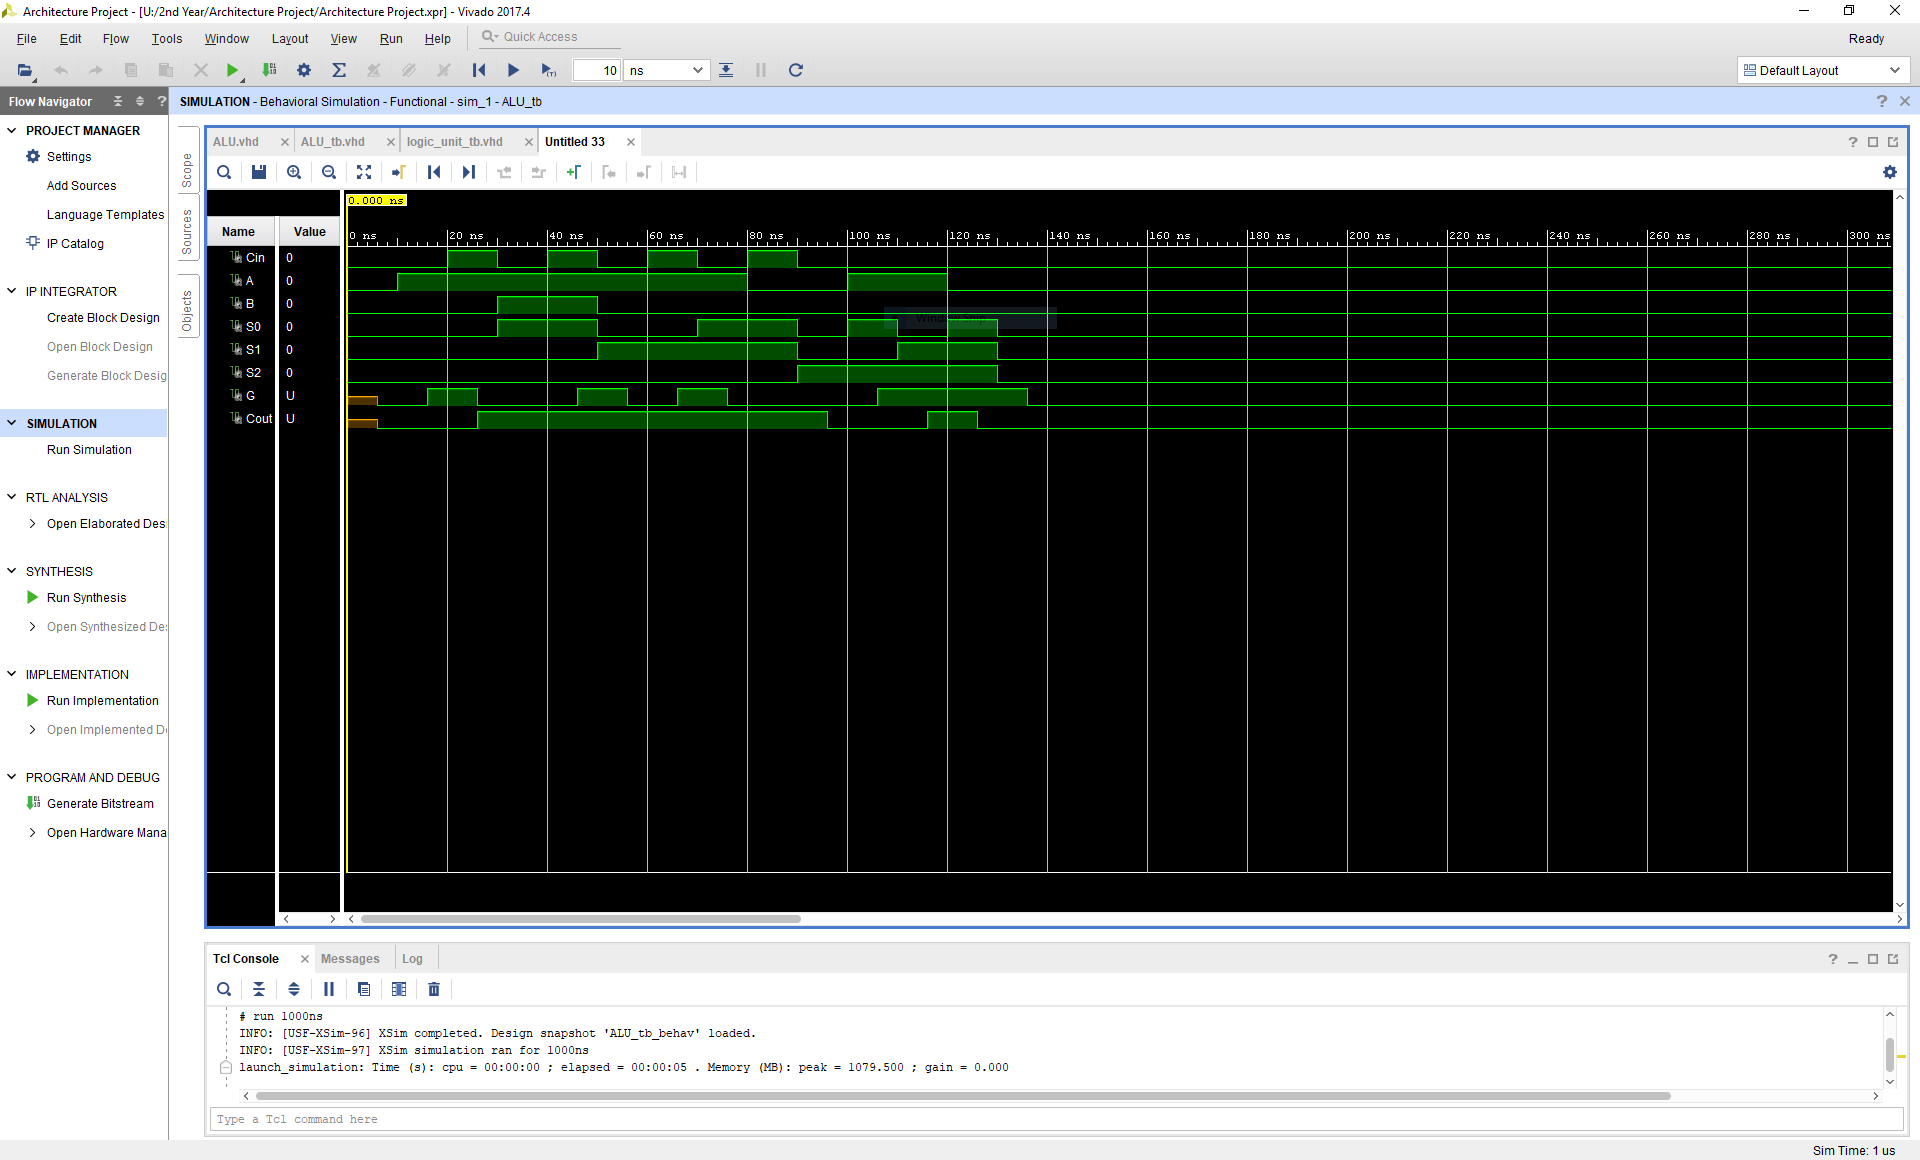 Architecture Project - [U:/2nd Year/Architecture Project/Architecture Project.xpr] - Vivado 2017.4
File Edit Flow Tools Window Layout View Run Help Quick Access Ready
10 ns Default Layout
Flow Navigator
SIMULATION - Behavioral Simulation - Functional - sim_1 - ALU_tb
PROJECT MANAGER
Settings
Add Sources
Language Templates
IP Catalog
IP INTEGRATOR
Create Block Design
Open Block Design
Generate Block Desig
SIMULATION
Run Simulation
RTL ANALYSIS
Open Elaborated Des
SYNTHESIS
Run Synthesis
Open Synthesized De
IMPLEMENTATION
Run Implementation
Open Implemented D
PROGRAM AND DEBUG
Generate Bitstream
Open Hardware Mana
Scope
Sources
Objects
ALU.vhd ALU_tb.vhd logic_unit_tb.vhd Untitled 33
0.000 ns
Name Value
0 ns 20 ns 40 ns 60 ns 80 ns 100 ns 120 ns 140 ns 160 ns 180 ns 200 ns 220 ns 240 ns 260 ns 280 ns 300 ns
Cin 0
A 0
B 0
S0 0
S1 0
S2 0
G U
Cout U
Tcl Console Messages Log
# run 1000ns
INFO: [USF-XSim-96] XSim completed. Design snapshot 'ALU_tb_behav' loaded.
INFO: [USF-XSim-97] XSim simulation ran for 1000ns
launch_simulation: Time (s): cpu = 00:00:00 ; elapsed = 00:00:05 . Memory (MB): peak = 1079.500 ; gain = 0.000
Type a Tcl command here
Sim Time: 1 us